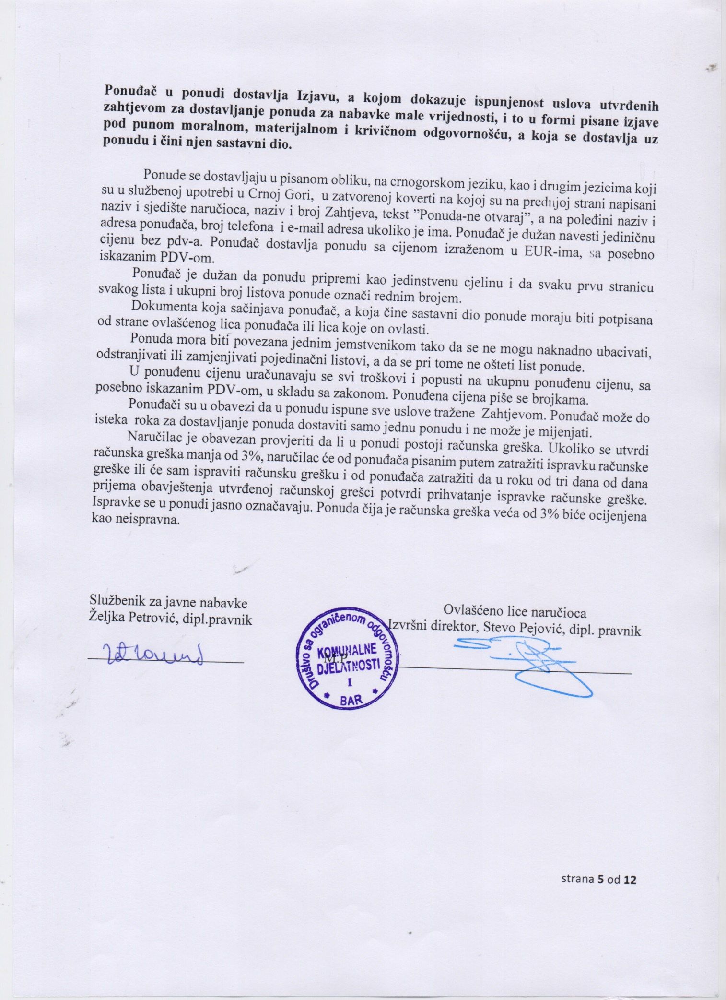 Ponuđač u ponudi dostavlja Izjavu, a kojom dokazuje ispunjenost uslova utvrđenih
zahtjevom za dostavljanje ponuda za nabavke male vrijednosti, i to u formi pisane izjave
pod punom moralnom, materijalnom i krivičnom odgovornošću, a koja se dostavlja uz
ponudu i čini njen sastavni dio.
Ponude se dostavljaju u pisanom obliku, na crnogorskom jeziku, kao i drugim jezicima koji
su u službenoj upotrebi u Crnoj Gori, u zatvorenoj koverti na kojoj su na prednjoj strani napisani
naziv i sjedište naručioca, naziv i broj Zahtjeva, tekst ”Ponuda-ne otvaraj”, a na poleđini naziv i
adresa ponuđača, broj telefona i e-mail adresa ukoliko je ima. Ponuđač je dužan navesti jediničnu
cijenu bez pdv-a. Ponuđač dostavlja ponudu sa cijenom izraženom u EUR-ima, sa posebno
iskazanim PDV-om.
Ponuđač je dužan da ponudu pripremi kao jedinstvenu cjelinu i da svaku prvu stranicu
svakog lista i ukupni broj listova ponude označi rednim brojem.
Dokumenta koja sačinjava ponuđač, a koja čine sastavni dio ponude moraju biti potpisana
od strane ovlašćenog lica ponuđača ili lica koje on ovlasti.
Ponuda mora biti povezana jednim jemstvenikom tako da se ne mogu naknadno ubacivati,
odstranjivati ili zamjenjivati pojedinačni listovi, a da se pri tome ne ošteti list ponude.
U ponuđenu cijenu uračunavaju se svi troškovi i popusti na ukupnu ponuđenu cijenu, sa
posebno iskazanim PDV-om, u skladu sa zakonom. Ponuđena cijena piše se brojkama.
Ponuđači su u obavezi da u ponudu ispune sve uslove tražene Zahtjevom. Ponuđač može do
isteka roka za dostavljanje ponuda dostaviti samo jednu ponudu i ne može je mijenjati.
Naručilac je obavezan provjeriti da li u ponudi postoji računska greška. Ukoliko se utvrdi
računska greška manja od 3%, naručilac će od ponuđača pisanim putem zatražiti ispravku računske
greške ili će sam ispraviti računsku grešku i od ponuđača zatražiti da u roku od tri dana od dana
prijema obavještenja utvrđenoj računskoj grešci potvrdi prihvatanje ispravke računske greške.
Ispravke se u ponudi jasno označavaju. Ponuda čija je računska greška veća od 3% biće ocijenjena
kao neispravna.
Službenik za javne nabavke
Željka Petrović, dipl.pravnik
Ovlašćeno lice naručioca
Izvršni direktor, Stevo Pejović, dipl. pravnik
Društvo sa ograničenom odgovornošću
KOMUNALNE
M.P
DJELATNOSTI
I
BAR
strana 5 od 12